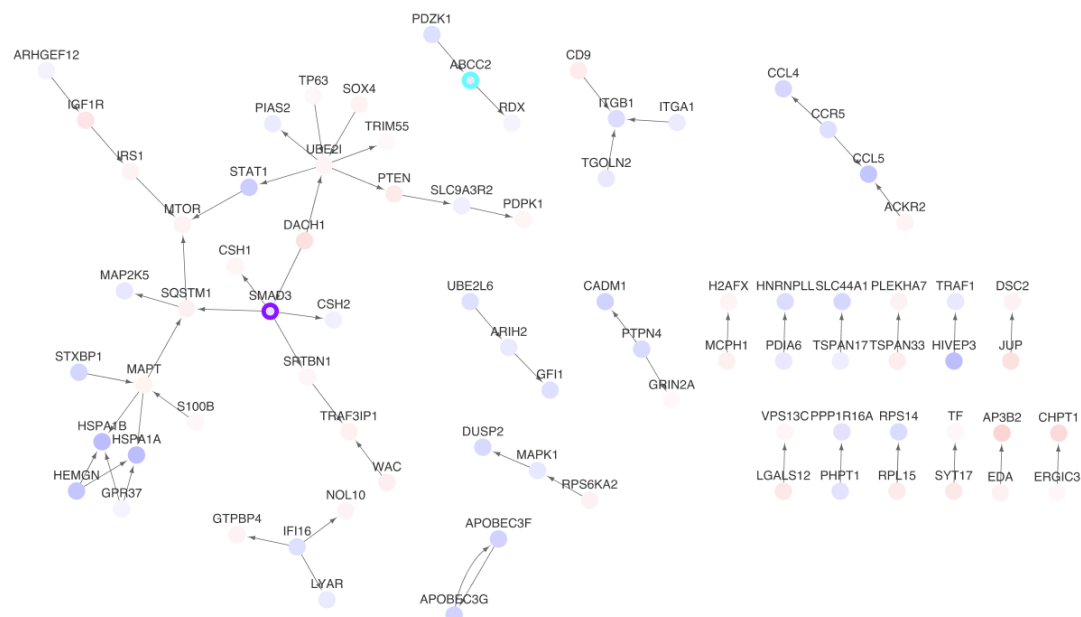 PDZK1
ARHGEF12
CD9
ABCC2
TP63
SOX4
CCL4
IGF1R
PIAS2
ITGB1
ITGA1
CCR5
RDX
TRIM55
IRS1
UBE2I
STAT1
TGOLN2
CCL5
PTEN
SLC9A3R2
PDPK1
MTOR
ACKR2
DACH1
CSH1
MAP2K5
SQSTM1
SMAD3
CSH2
UBE2L6
CADM1
H2AFX
HNRNPLL
SLC44A1
PLEKHA7
TRAF1
DSC2
ARIH2
PTPN4
MCPH1
PDIA6
TSPAN17
TSPAN33
HIVEP3
JUP
STXBP1
MAPT
SPTBN1
GFI1
GRIN2A
S100B
TRAF3IP1
HSPA1B
HSPA1A
VPS13C
PPP1R16A
RPS14
TF
AP3B2
CHPT1
DUSP2
HEMGN
GPR37
WAC
MAPK1
RPS6KA2
LGALS12
PHPT1
RPL15
SYT17
EDA
ERGIC3
NOL10
GTPBP4
IFI16
APOBEC3F
LYAR
APOBEC3G